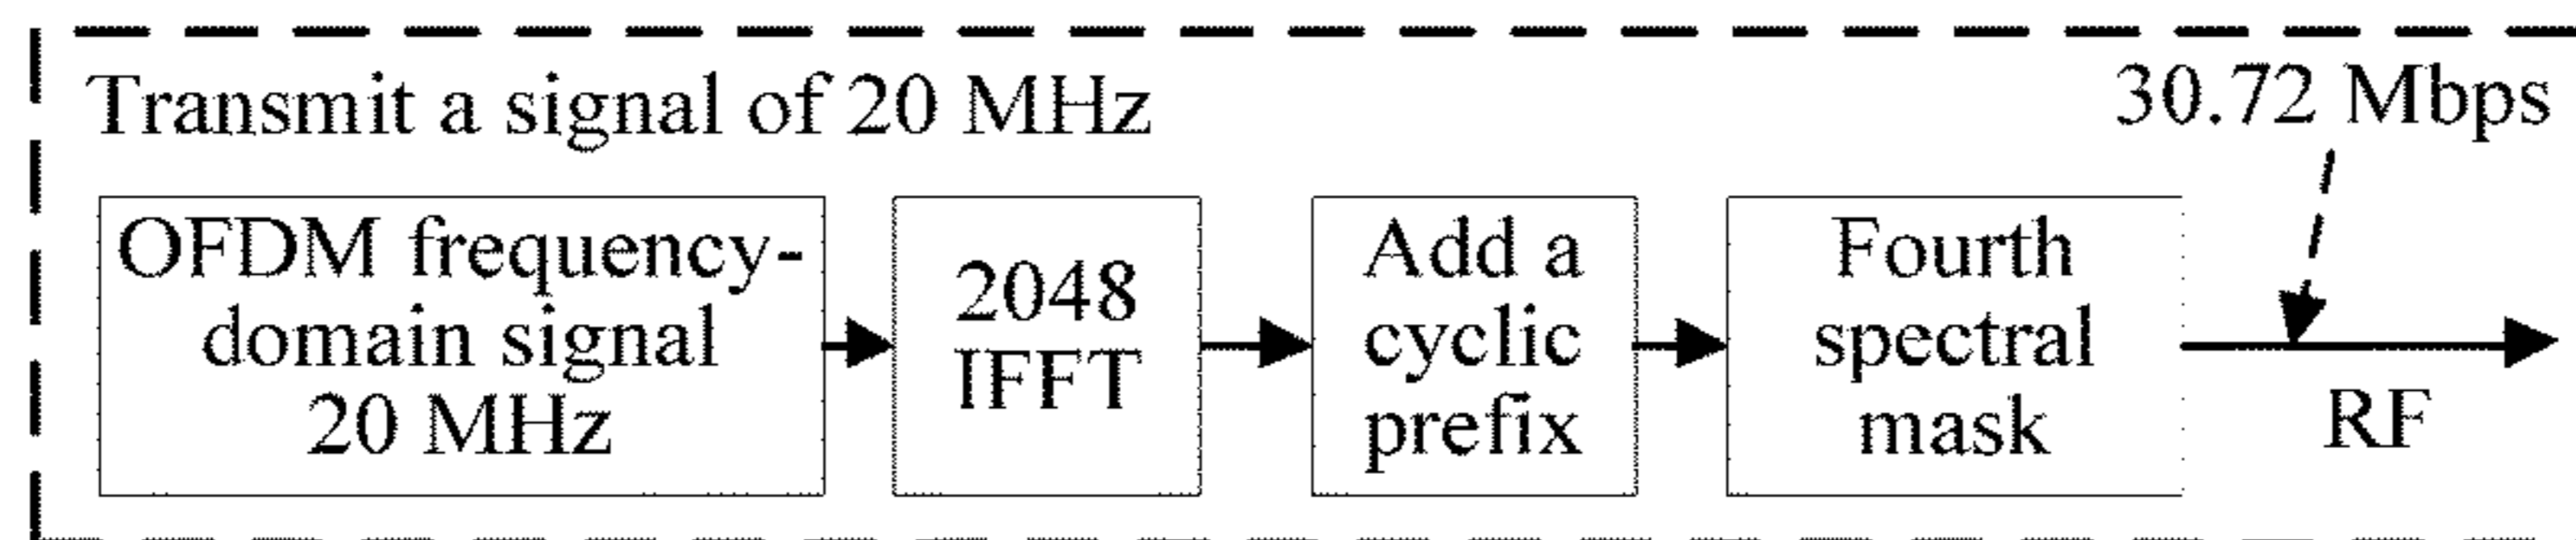 Transmit a signal of 20 MHz
30.72 Mbps
OFDM frequency-
domain signal
20 MHz
2048
IFFT
Add a
cyclic
prefix
Fourth
spectral
mask
RF